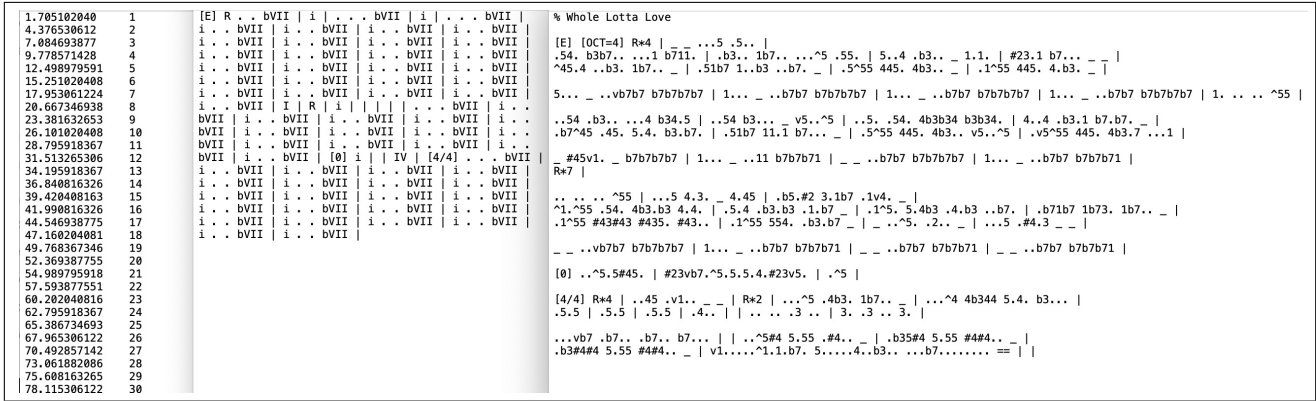 1.705102040 1
4.376530612 2
7.084693877 3
9.778571428 4
12.498979591 5
15.251020408 6
17.953061224 7
20.667346938 8
23.381632653 9
26.101020408 10
28.795918367 11
31.513265306 12
34.195918367 13
36.840816326 14
39.420408163 15
41.990816326 16
44.546938775 17
47.160204081 18
49.768367346 19
52.369387755 20
54.989795918 21
57.593877551 22
60.202040816 23
62.795918367 24
65.386734693 25
67.965306122 26
70.492857142 27
73.061882086 28
75.608163265 29
78.115306122 30
[E] R . . bVII | i | . . . bVII | i | . . . bVII |
i . . bVII | i . . bVII | i . . bVII | i . . bVII |
i . . bVII | i . . bVII | i . . bVII | i . . bVII |
i . . bVII | i . . bVII | i . . bVII | i . . bVII |
i . . bVII | i . . bVII | i . . bVII | i . . bVII |
i . . bVII | i . . bVII | i . . bVII | i . . bVII |
i . . bVII | i . . bVII | i . . bVII | i . . bVII |
i . . bVII | I | R | i | | | | | . . . bVII | i . .
bVII | i . . bVII | i . . bVII | i . . bVII | i . .
bVII | i . . bVII | i . . bVII | i . . bVII | i . .
bVII | i . . bVII | i . . bVII | i . . bVII | i . .
bVII | i . . bVII | [0] i | | IV | [4/4] . . . bVII |
i . . bVII | i . . bVII | i . . bVII | i . . bVII |
i . . bVII | i . . bVII | i . . bVII | i . . bVII |
i . . bVII | i . . bVII | i . . bVII | i . . bVII |
i . . bVII | i . . bVII | i . . bVII | i . . bVII |
i . . bVII | i . . bVII | i . . bVII | i . . bVII |
i . . bVII | i . . bVII |
% Whole Lotta Love
[E] [OCT=4] R*4 | _ _ ...5 .5.. |
.54. b3b7.. ...1 b711. | .b3.. 1b7.. ...^5 .55. | 5..4 .b3.. _ 1.1. | #23.1 b7... _ _ |
^45.4 ..b3. 1b7.. _ | .51b7 1..b3 ..b7. _ | .5^55 445. 4b3.. _ | .1^55 445. 4.b3. _ |
5... _ ..vb7b7 b7b7b7b7 | 1... _ ..b7b7 b7b7b7b7 | 1... _ ..b7b7 b7b7b7b7 | 1... _ ..b7b7 b7b7b7b7 | 1. .. .. ^55 |
..54 .b3.. ...4 b34.5 | ..54 b3... _ v5..^5 | ..5. .54. 4b3b34 b3b34. | 4..4 .b3.1 b7.b7. _ |
.b7^45 .45. 5.4. b3.b7. | .51b7 11.1 b7... _ | .5^55 445. 4b3.. v5..^5 | .v5^55 445. 4b3.7 ...1 |
_ #45v1. _ b7b7b7b7 | 1... _ ..11 b7b7b71 | _ _ ..b7b7 b7b7b7b7 | 1... _ ..b7b7 b7b7b71 |
R*7 |
.. .. .. ^55 | ...5 4.3. _ 4.45 | .b5.#2 3.1b7 .1v4. _ |
^1.^55 .54. 4b3.b3 4.4. | .5.4 .b3.b3 .1.b7 _ | .1^5. 5.4b3 .4.b3 ..b7. | .b71b7 1b73. 1b7.. _ |
.1^55 #43#43 #435. #43.. | .1^55 554. .b3.b7 _ | _ ..^5. .2.. _ | ...5 .#4.3 _ _ |
_ _ ..vb7b7 b7b7b7b7 | 1... _ ..b7b7 b7b7b71 | _ _ ..b7b7 b7b7b71 | _ _ ..b7b7 b7b7b71 |
[0] ..^5.5#45. | #23vb7.^5.5.5.4.#23v5. | .^5 |
[4/4] R*4 | ..45 .v1.. _ _ | R*2 | ...^5 .4b3. 1b7.. _ | ...^4 4b344 5.4. b3... |
.5.5 | .5.5 | .5.5 | .4.. | | .. .. .3 .. | 3. .3 .. 3. |
...vb7 .b7.. .b7.. b7... | | ..^5#4 5.55 .#4.. _ | .b35#4 5.55 #4#4.. _ |
.b3#4#4 5.55 #4#4.. _ | v1.....^1.1.b7. 5.....4..b3.. ...b7........ == | |